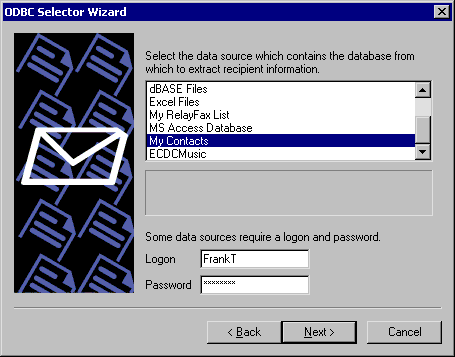 ODBC Selector Wizard
Select the data source which contains the database from
which to extract recipient information.
dBASE Files
Excel Files
My RelayFax List
MS Access Database
My Contacts
ECDCMusic
Some data sources require a logon and password.
Logon FrankT
Password xxxxxxxx
< Back Next > Cancel